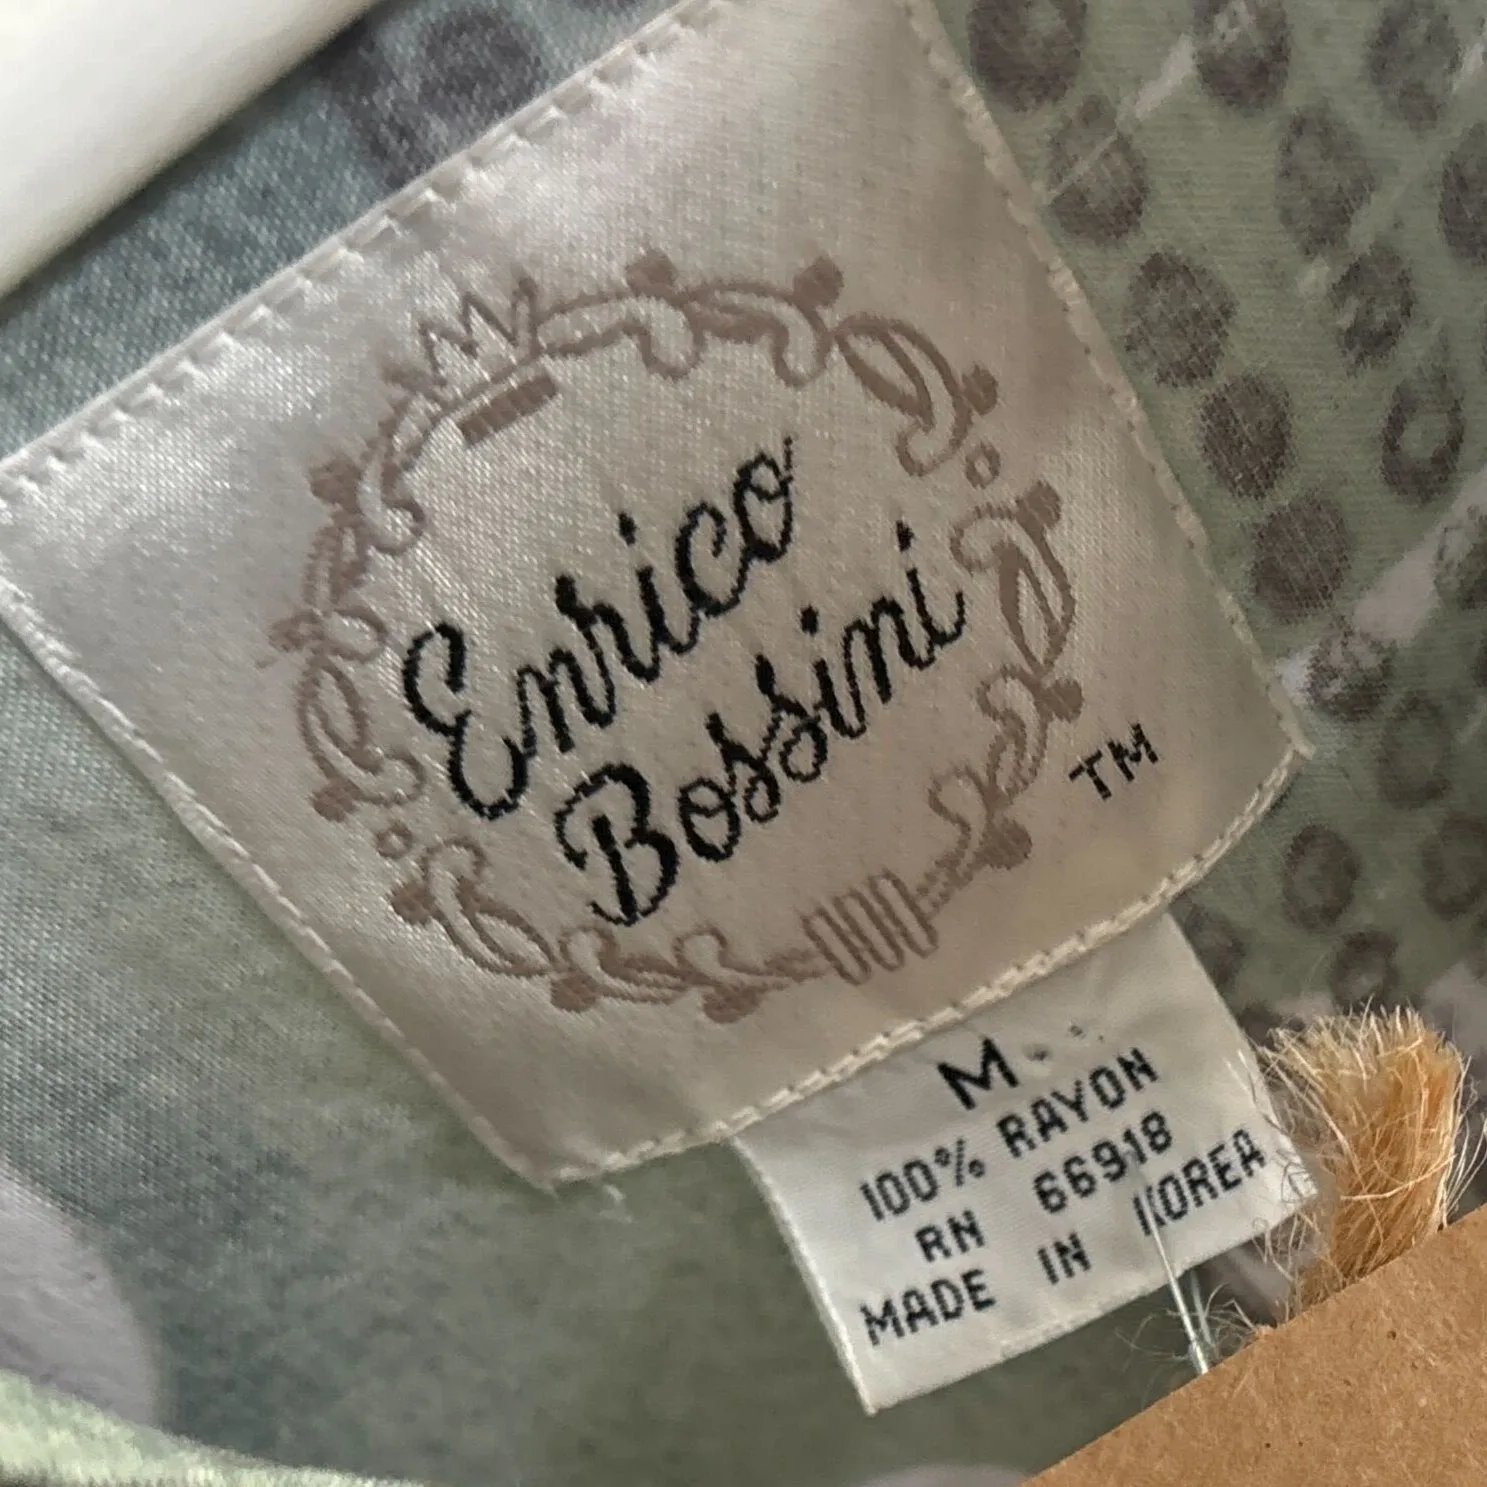 Enrico
Bossini
TM
M
100% RAYON
RN 66918
MADE IN KOREA